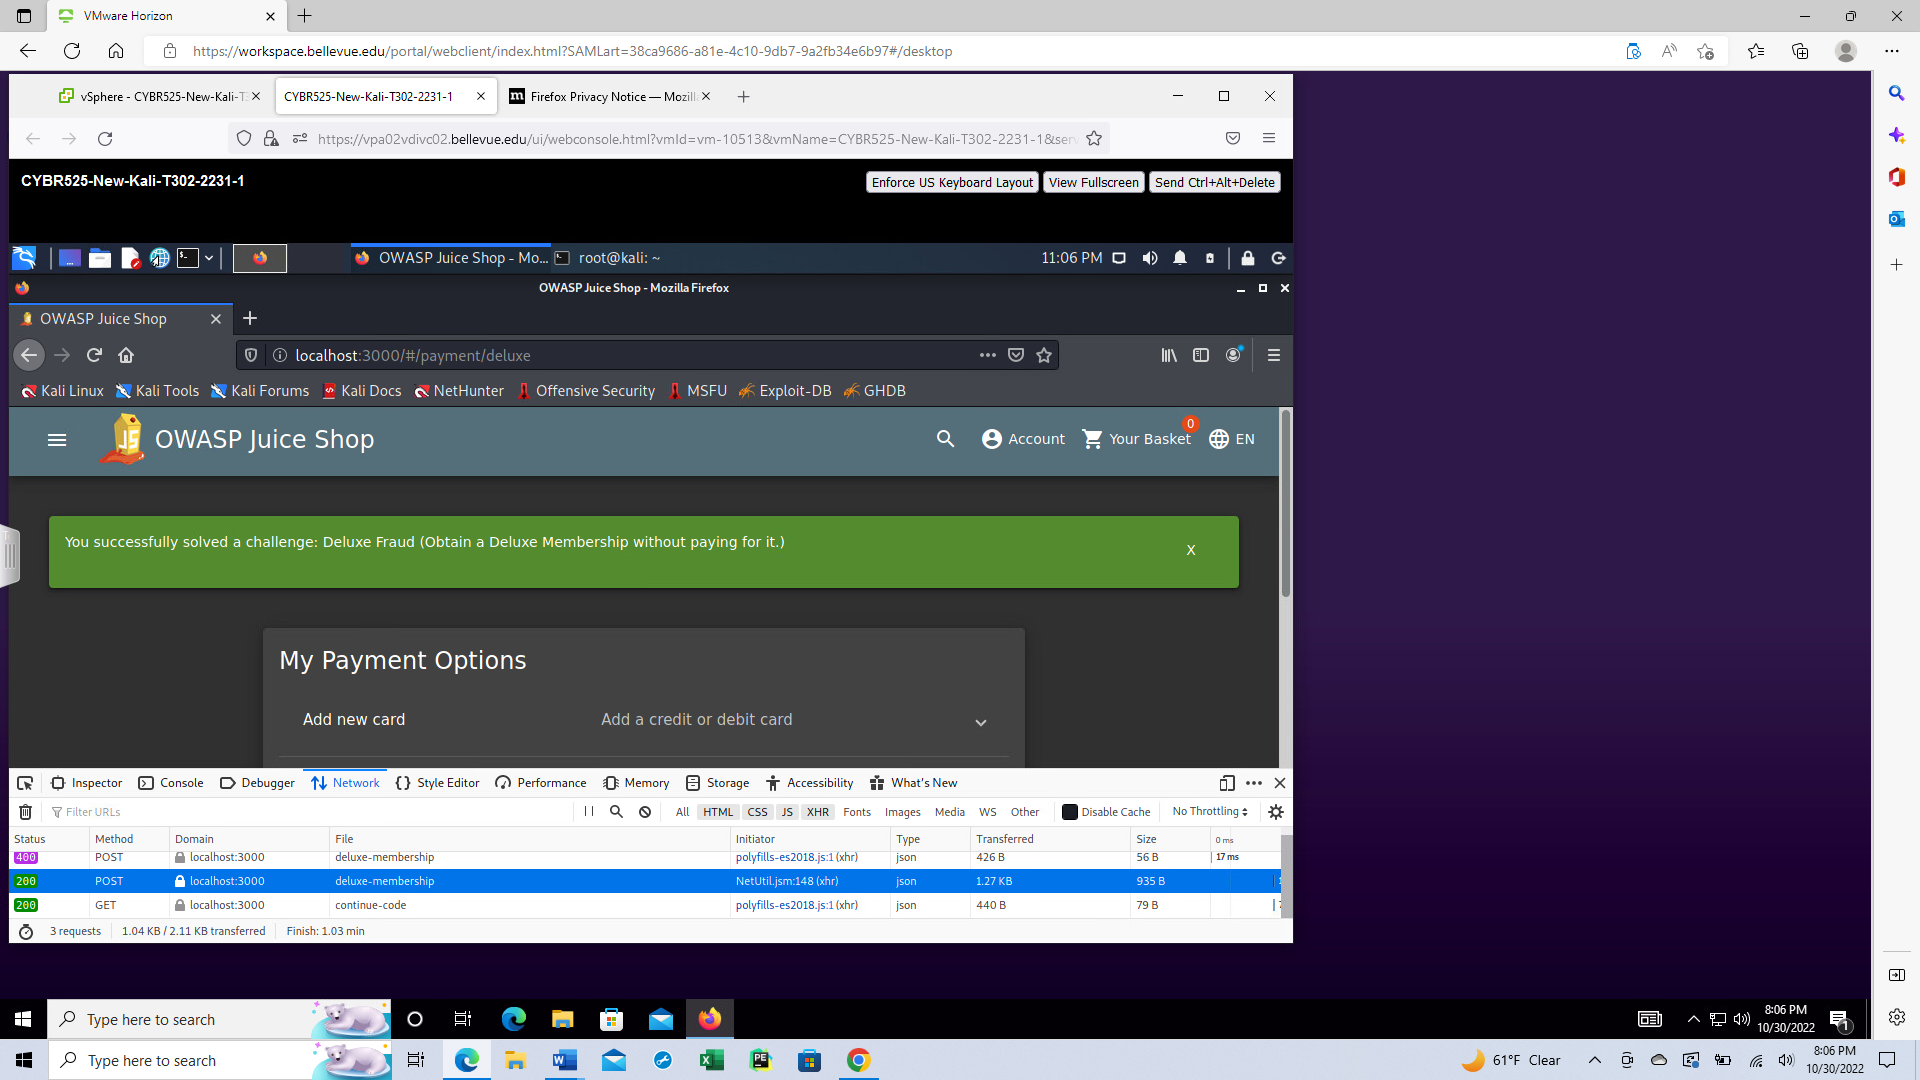 VMware Horizon
https://workspace.bellevue.edu/portal/webclient/index.html?SAMLart=38ca9686-a81e-4c10-9db7-9a2fb34e6b97#/desktop
vSphere - CYBR525-New-Kali-T3
CYBR525-New-Kali-T302-2231-1
Firefox Privacy Notice — Mozill
https://vpa02vdivc02.bellevue.edu/ui/webconsole.html?vmId=vm-10513&vmName=CYBR525-New-Kali-T302-2231-1&ser
CYBR525-New-Kali-T302-2231-1
Enforce US Keyboard Layout
View Fullscreen
Send Ctrl+Alt+Delete
OWASP Juice Shop - Mo...
root@kali: ~
11:06 PM
OWASP Juice Shop - Mozilla Firefox
OWASP Juice Shop
localhost:3000/#/payment/deluxe
Kali Linux
Kali Tools
Kali Forums
Kali Docs
NetHunter
Offensive Security
MSFU
Exploit-DB
GHDB
OWASP Juice Shop
Account
Your Basket
0
EN
You successfully solved a challenge: Deluxe Fraud (Obtain a Deluxe Membership without paying for it.)
X
My Payment Options
Add new card
Add a credit or debit card
Inspector
Console
Debugger
Network
Style Editor
Performance
Memory
Storage
Accessibility
What's New
Filter URLs
All
HTML
CSS
JS
XHR
Fonts
Images
Media
WS
Other
Disable Cache
No Throttling
Status Method Domain File Initiator Type Transferred Size 0 ms
400 POST localhost:3000 deluxe-membership polyfills-es2018.js:1 (xhr) json 426 B 56 B 17 ms
200 POST localhost:3000 deluxe-membership NetUtil.jsm:148 (xhr) json 1.27 KB 935 B
200 GET localhost:3000 continue-code polyfills-es2018.js:1 (xhr) json 440 B 79 B
3 requests
1.04 KB / 2.11 KB transferred
Finish: 1.03 min
Type here to search
8:06 PM
10/30/2022
1
Type here to search
61°F Clear
8:06 PM
10/30/2022